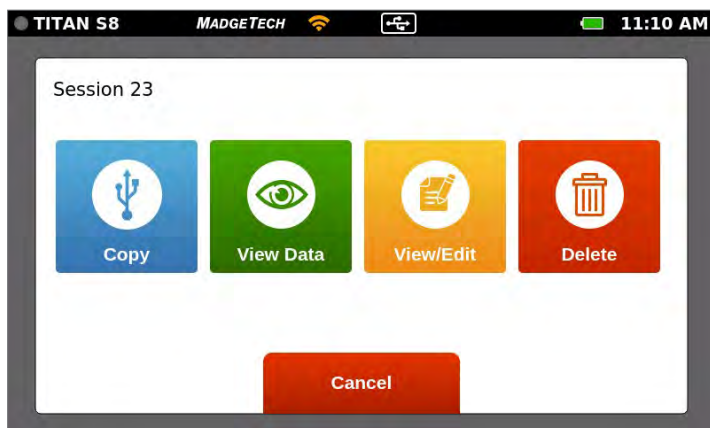 TITAN S8 MADGETECH 11:10 AM
Session 23
Copy View Data View/Edit Delete
Cancel